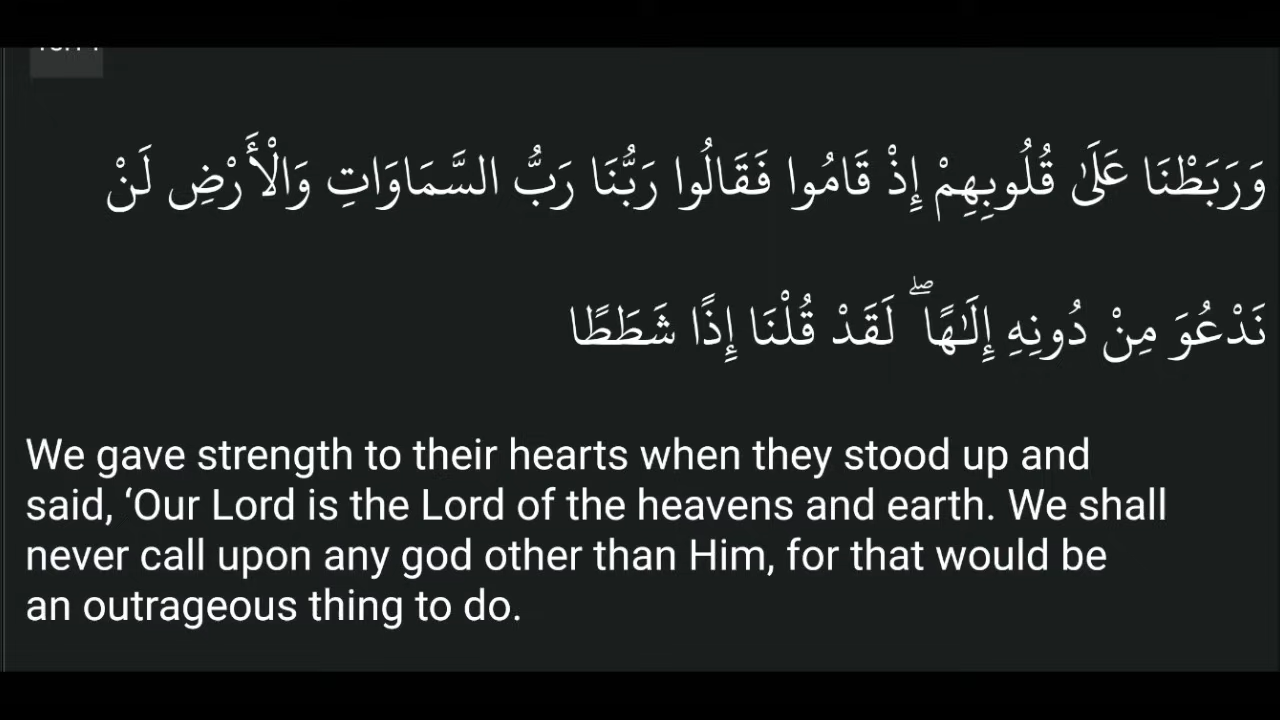 وَرَبَطْنَا عَلَىٰ قُلُوبِهِمْ إِذْ قَامُوا فَقَالُوا رَبُّنَا رَبُّ السَّمَاوَاتِ وَالْأَرْضِ لَنْ
نَدْعُوَ مِنْ دُونِهِ إِلَٰهًا ۖ لَقَدْ قُلْنَا إِذًا شَطَطًا
We gave strength to their hearts when they stood up and
said, ‘Our Lord is the Lord of the heavens and earth. We shall
never call upon any god other than Him, for that would be
an outrageous thing to do.